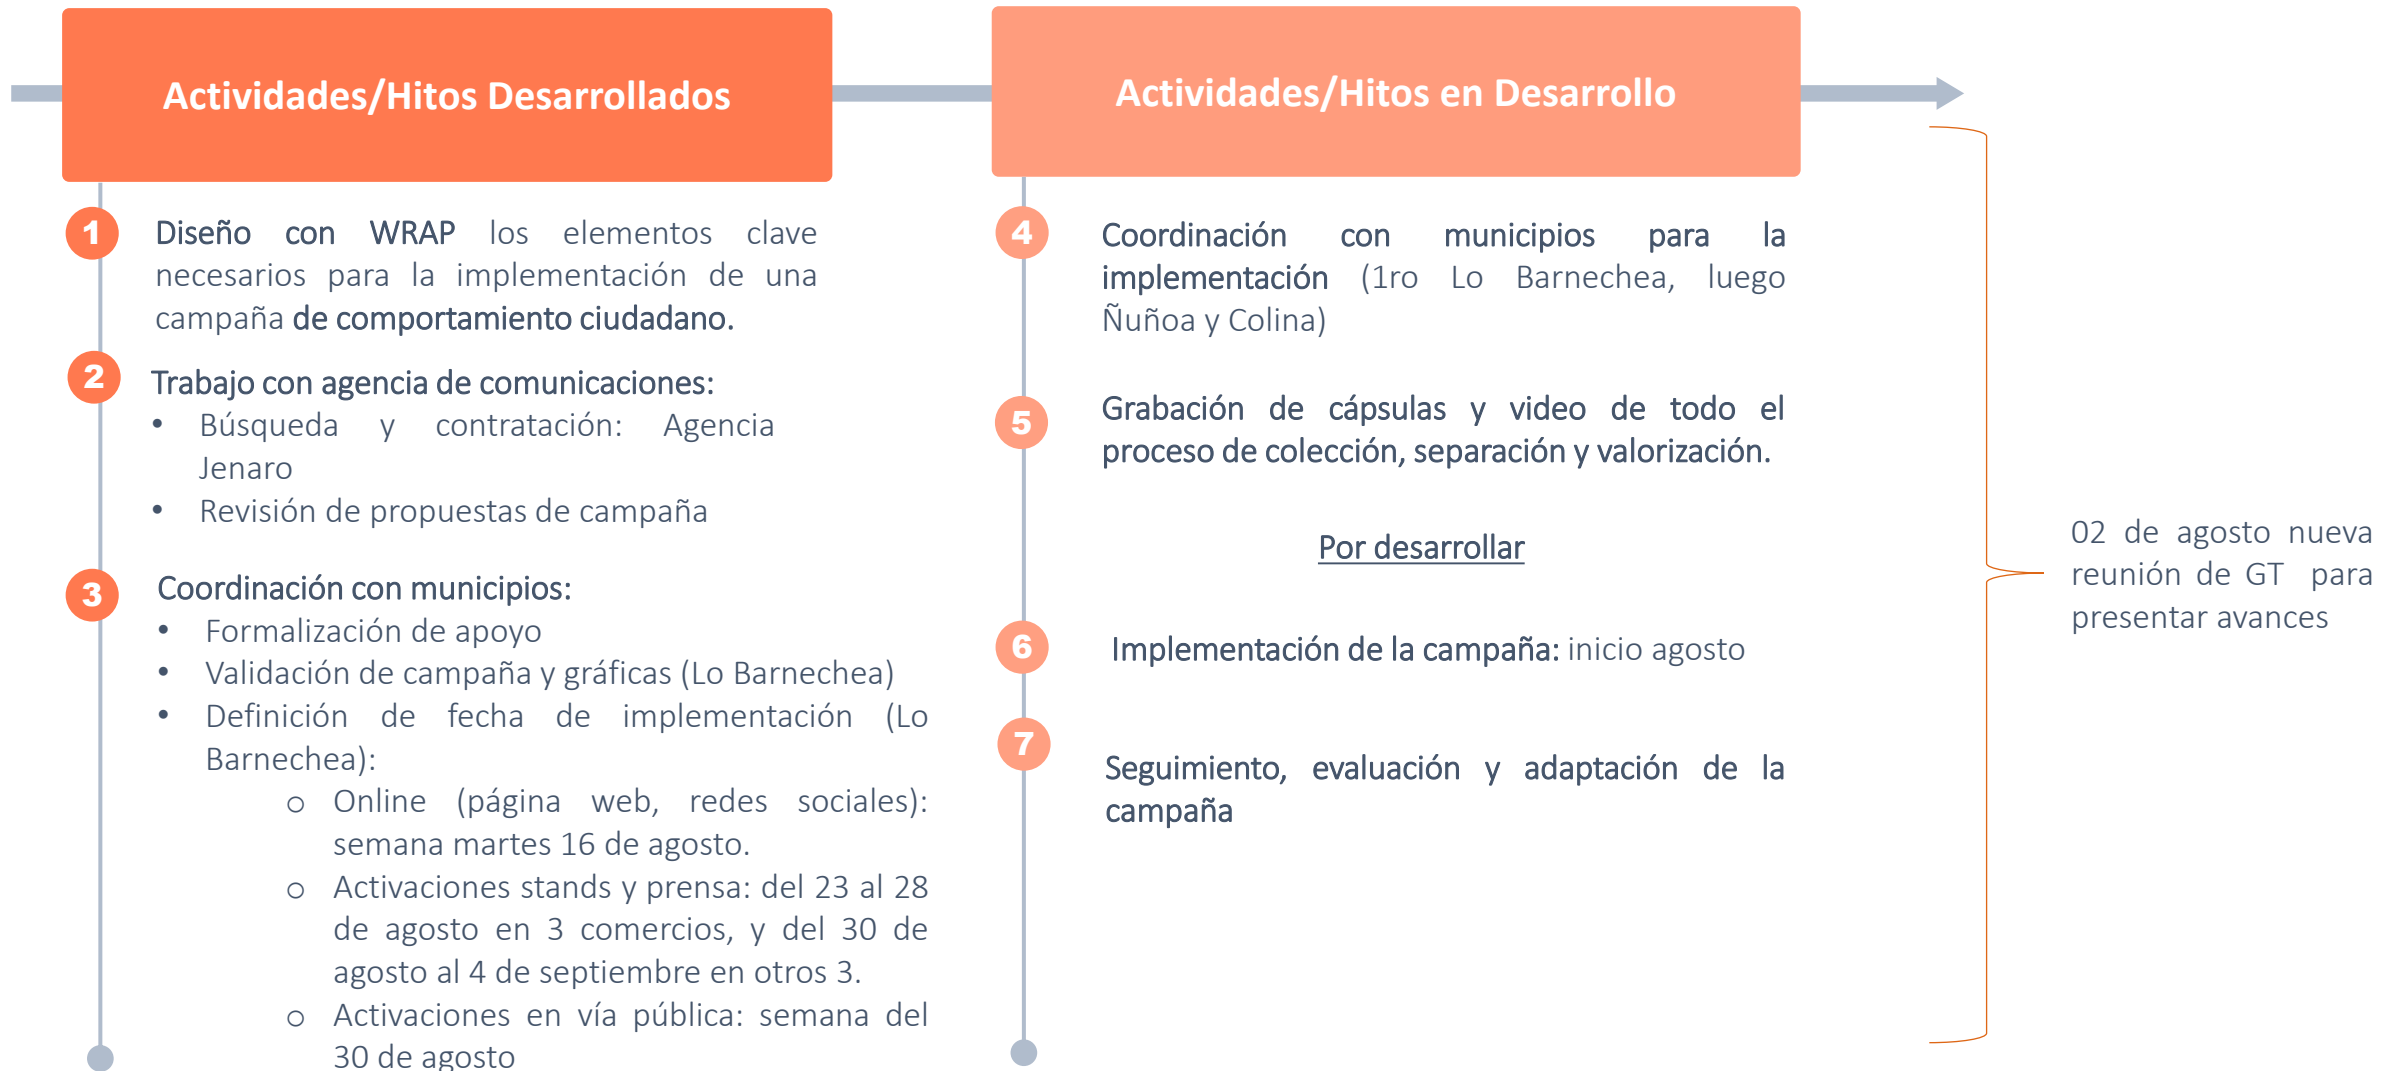 Actividades/Hitos Desarrollados
1
Diseño con WRAP los elementos clave
necesarios para la implementación de una
campaña de comportamiento ciudadano.
2
Trabajo con agencia de comunicaciones:
• Búsqueda y contratación: Agencia
Jenaro
• Revisión de propuestas de campaña
3
Coordinación con municipios:
• Formalización de apoyo
• Validación de campaña y gráficas (Lo Barnechea)
• Definición de fecha de implementación (Lo
Barnechea):
o Online (página web, redes sociales):
semana martes 16 de agosto.
o Activaciones stands y prensa: del 23 al 28
de agosto en 3 comercios, y del 30 de
agosto al 4 de septiembre en otros 3.
o Activaciones en vía pública: semana del
30 de agosto
Actividades/Hitos en Desarrollo
4
Coordinación con municipios para la
implementación (1ro Lo Barnechea, luego
Ñuñoa y Colina)
5
Grabación de cápsulas y video de todo el
proceso de colección, separación y valorización.
Por desarrollar
6
Implementación de la campaña: inicio agosto
7
Seguimiento, evaluación y adaptación de la
campaña
02 de agosto nueva
reunión de GT para
presentar avances